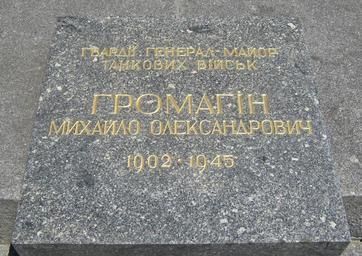 ГВАРДІЇ ГЕНЕРАЛ-МАЙОР
ТАНКОВИХ ВІЙСЬК
ГРОМАГІН
МИХАЙЛО ОЛЕКСАНДРОВИЧ
1902 · 1945